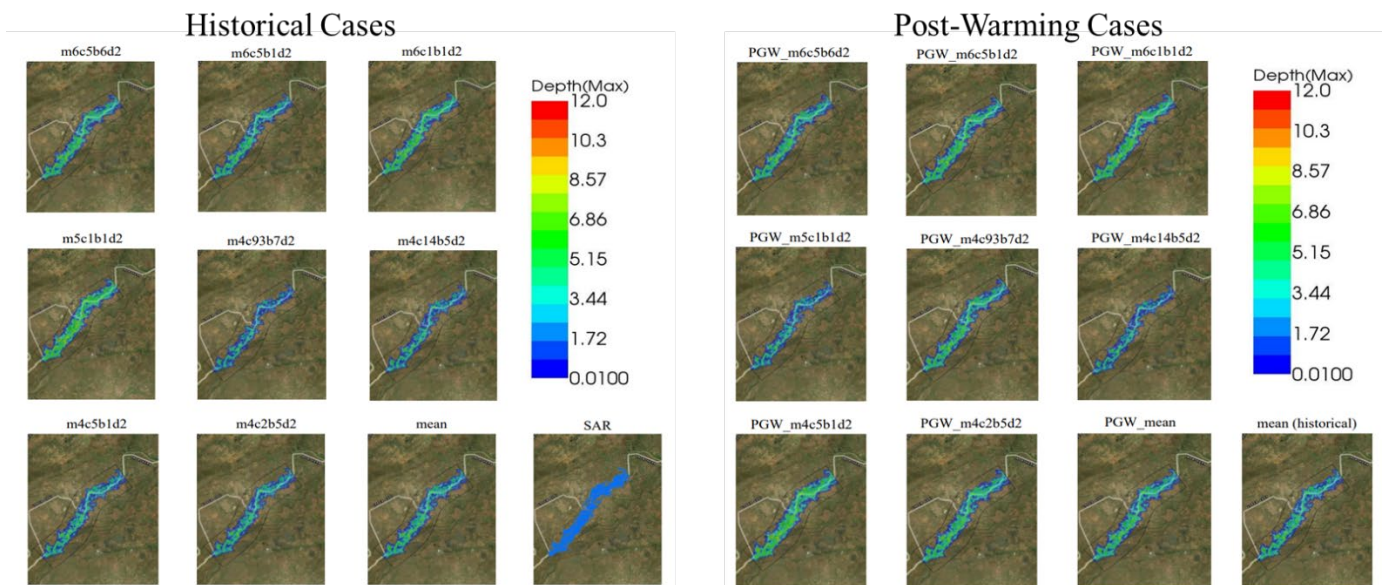 Historical Cases
m6c5b6d2
m6c5b1d2
m6c1b1d2
Depth(Max)
12.0
10.3
8.57
6.86
5.15
3.44
1.72
0.0100
m5c1b1d2
m4c93b7d2
m4c14b5d2
m4c5b1d2
m4c2b5d2
mean
SAR
Post-Warming Cases
PGW_m6c5b6d2
PGW_m6c5b1d2
PGW_m6c1b1d2
Depth(Max)
12.0
10.3
8.57
6.86
5.15
3.44
1.72
0.0100
PGW_m5c1b1d2
PGW_m4c93b7d2
PGW_m4c14b5d2
PGW_m4c5b1d2
PGW_m4c2b5d2
PGW_mean
mean (historical)